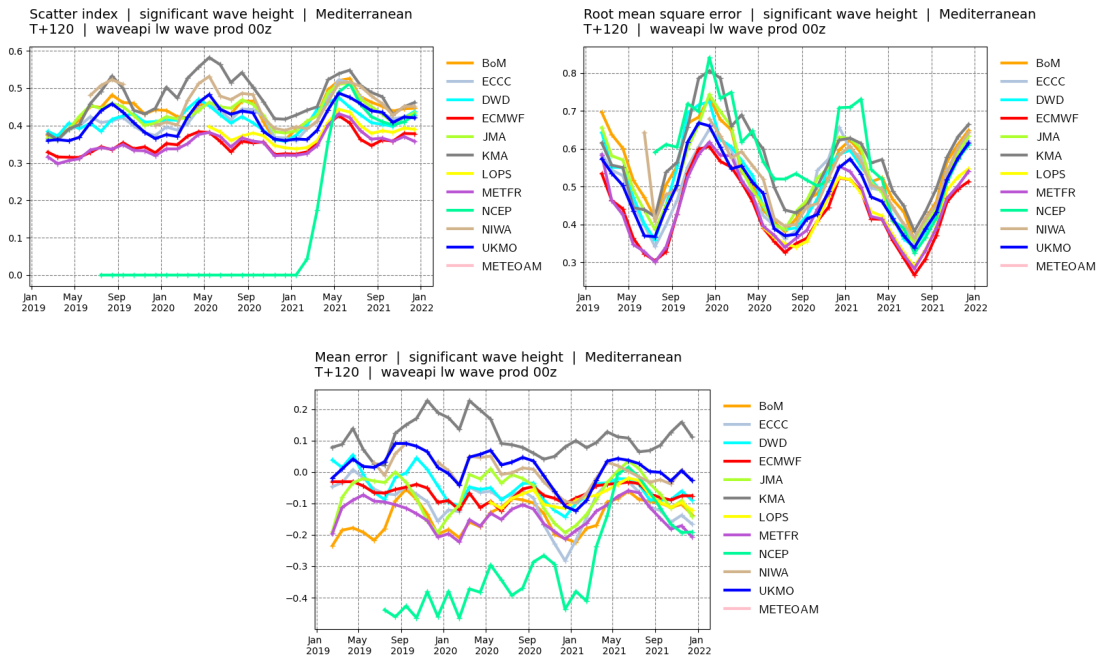 Scatter index | significant wave height | Mediterranean
T+120 | waveapi lw wave prod 00z
0.6
0.5
0.4
0.3
0.2
0.1
0.0
Jan 2019
May 2019
Sep 2019
Jan 2020
May 2020
Sep 2020
Jan 2021
May 2021
Sep 2021
Jan 2022
BoM
ECCC
DWD
ECMWF
JMA
KMA
LOPS
METFR
NCEP
NIWA
UKMO
METEOAM
Root mean square error | significant wave height | Mediterranean
T+120 | waveapi lw wave prod 00z
0.8
0.7
0.6
0.5
0.4
0.3
Jan 2019
May 2019
Sep 2019
Jan 2020
May 2020
Sep 2020
Jan 2021
May 2021
Sep 2021
Jan 2022
BoM
ECCC
DWD
ECMWF
JMA
KMA
LOPS
METFR
NCEP
NIWA
UKMO
METEOAM
Mean error | significant wave height | Mediterranean
T+120 | waveapi lw wave prod 00z
0.2
0.1
0.0
−0.1
−0.2
−0.3
−0.4
Jan 2019
May 2019
Sep 2019
Jan 2020
May 2020
Sep 2020
Jan 2021
May 2021
Sep 2021
Jan 2022
BoM
ECCC
DWD
ECMWF
JMA
KMA
LOPS
METFR
NCEP
NIWA
UKMO
METEOAM